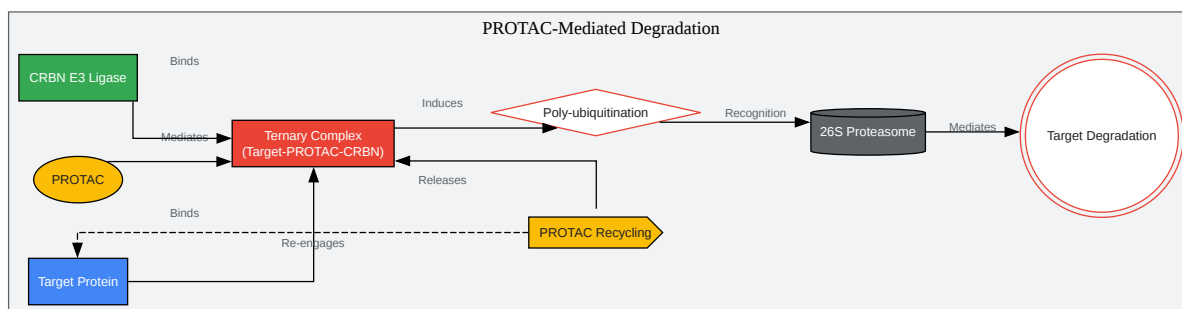 PROTAC-Mediated Degradation
Binds
CRBN E3 Ligase
Induces
Poly-ubiquitination
Recognition
Mediates
Ternary Complex
(Target-PROTAC-CRBN)
26S Proteasome
Mediates
Target Degradation
PROTAC
Releases
Binds
PROTAC Recycling
Re-engages
Target Protein